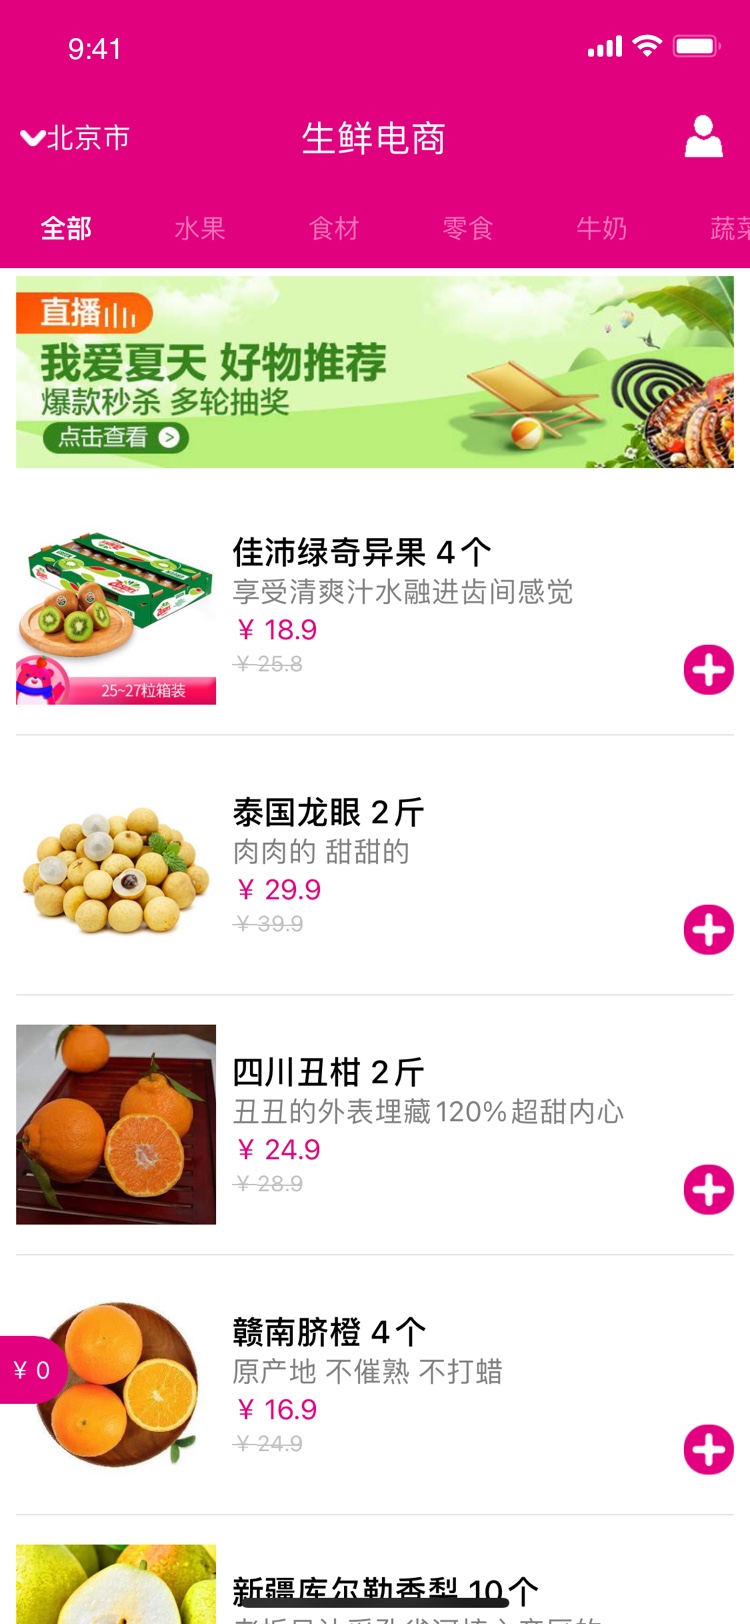 9:41
北京市
生鲜电商
全部 水果 食材 零食 牛奶 蔬菜
直播
我爱夏天 好物推荐
爆款秒杀 多轮抽奖
点击查看 >
佳沛绿奇异果 4个
享受清爽汁水融进齿间感觉
¥ 18.9
¥ 25.8
25~27粒箱装
泰国龙眼 2斤
肉肉的 甜甜的
¥ 29.9
¥ 39.9
四川丑柑 2斤
丑丑的外表埋藏120%超甜内心
¥ 24.9
¥ 28.9
赣南脐橙 4个
原产地 不催熟 不打蜡
¥ 16.9
¥ 24.9
¥ 0
新疆库尔勒香梨 10个